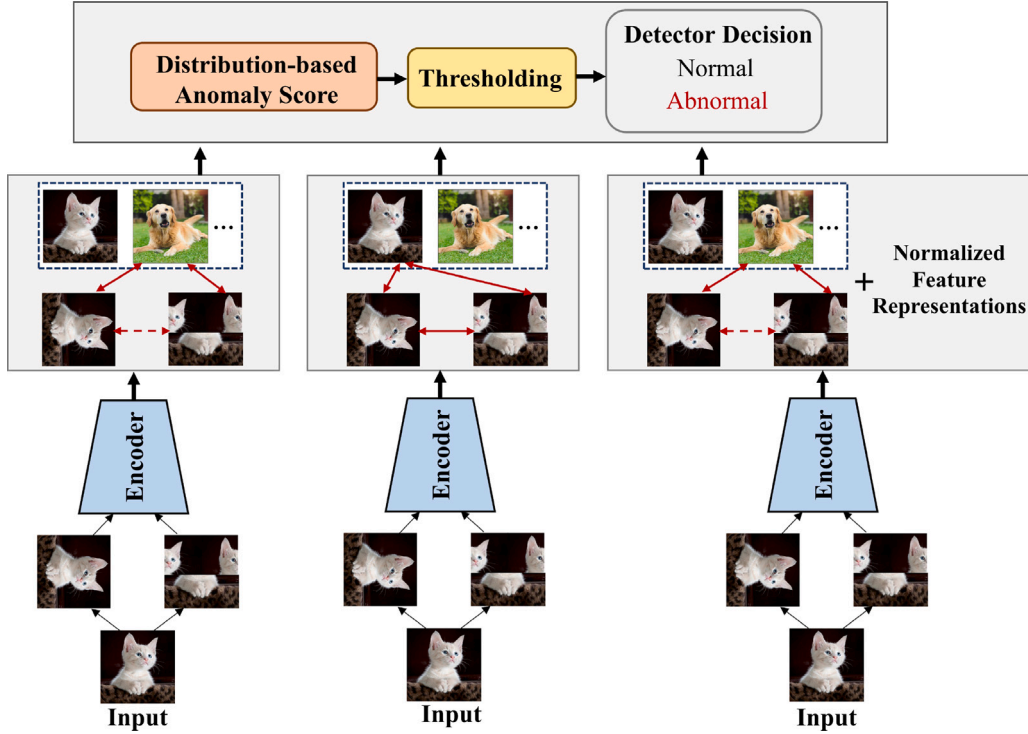 Distribution-based
Anomaly Score
Thresholding
Detector Decision
Normal
Abnormal
...
...
...
+
Normalized
Feature
Representations
Encoder
Encoder
Encoder
Input
Input
Input